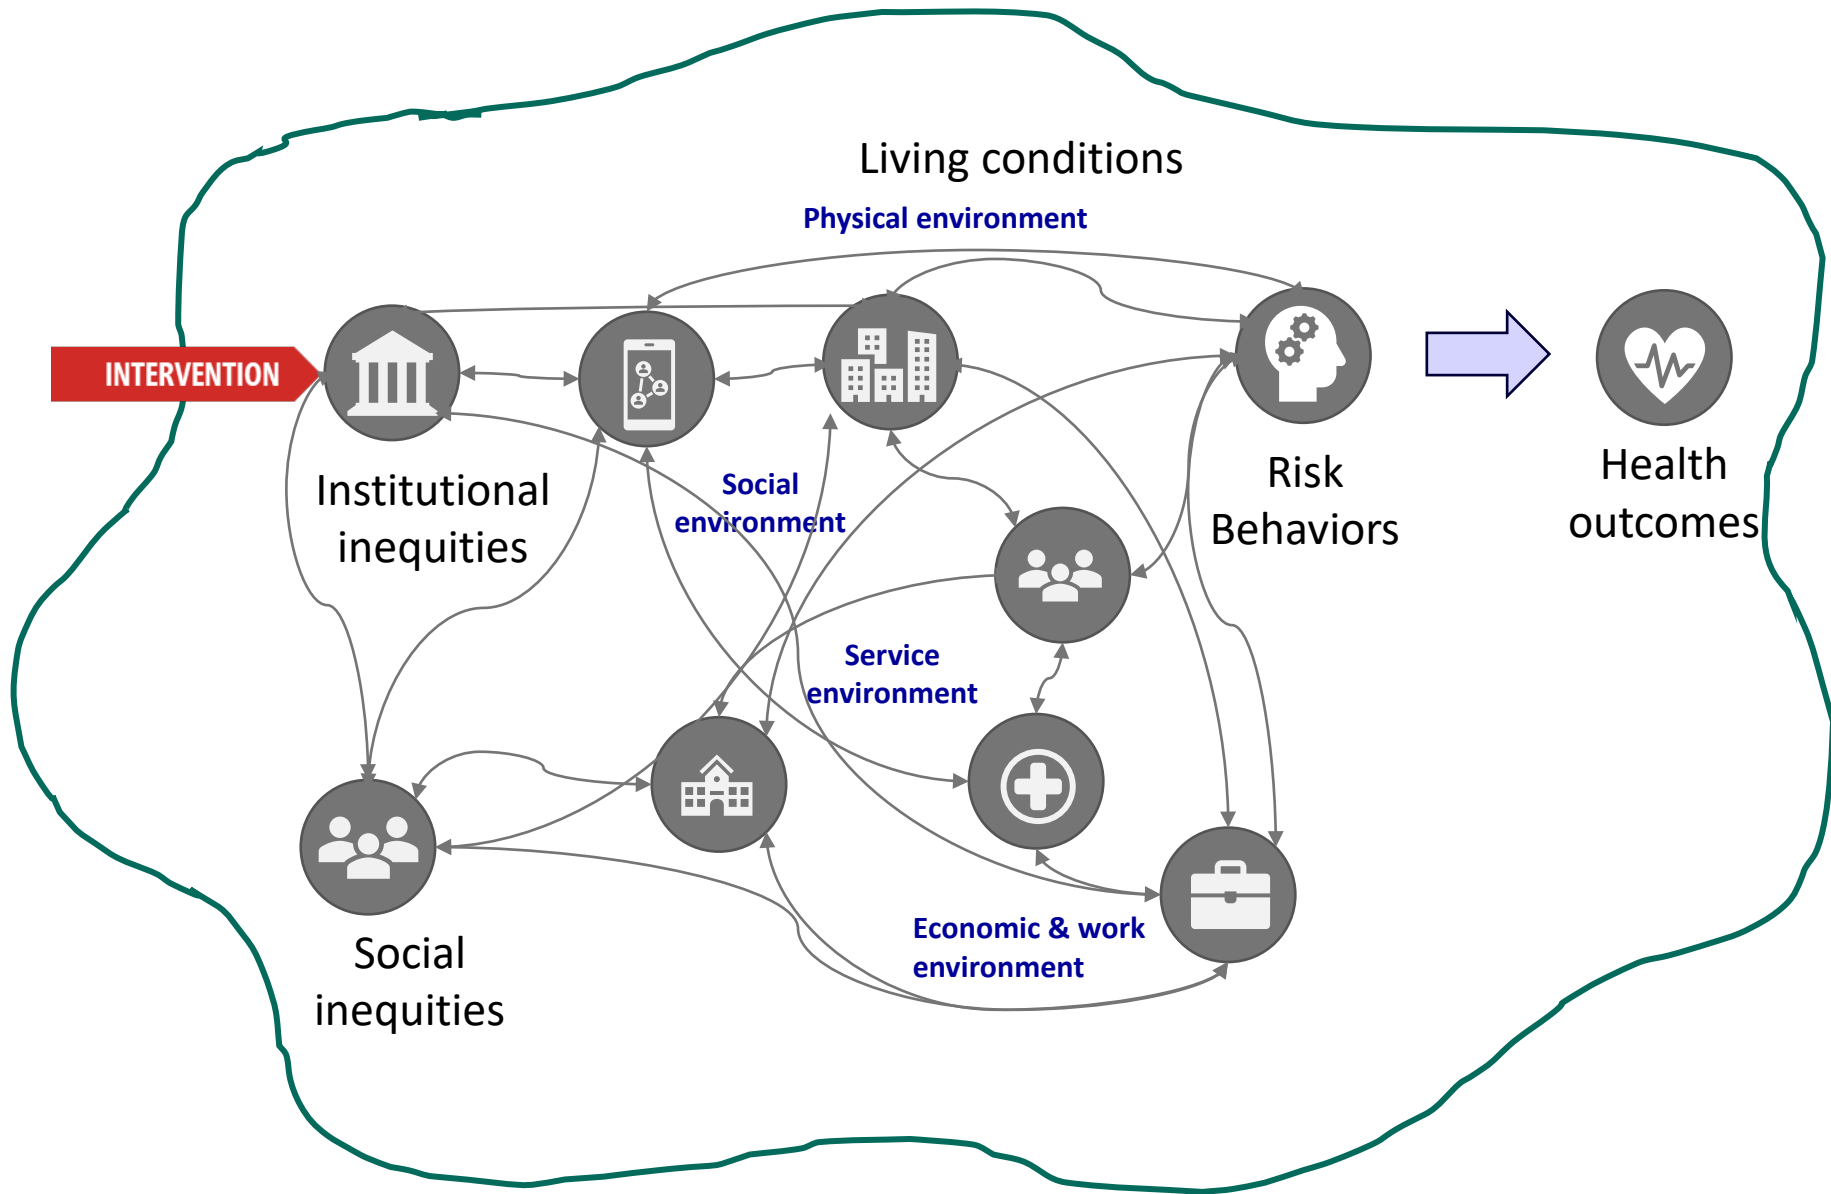 Living conditions
Physical environment
INTERVENTION
Institutional
inequities
Social
environment
Risk
Behaviors
Health
outcomes
Service
environment
Economic & work
environment
Social
inequities